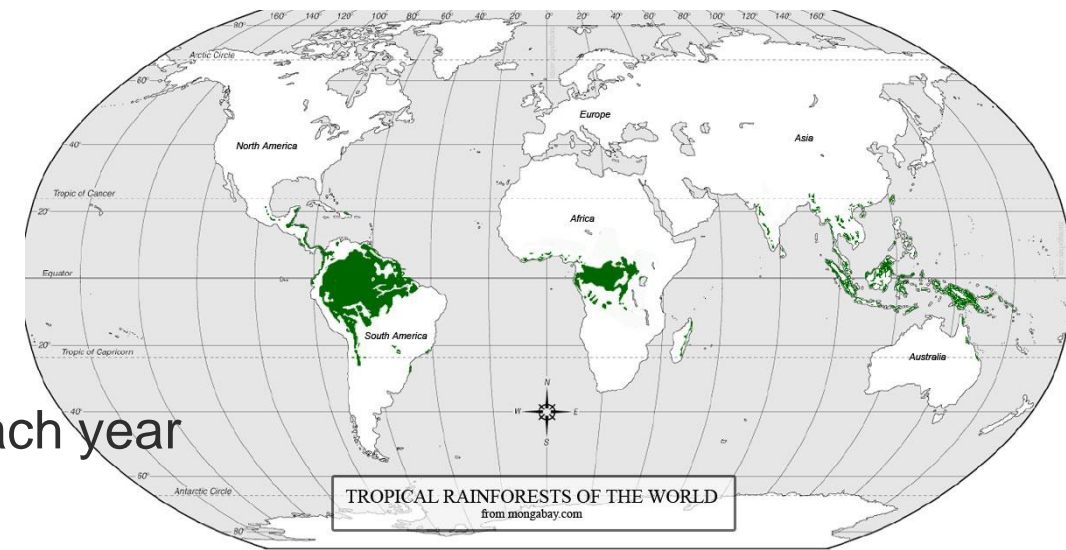 160° 140° 120° 100° 80° 60° 40° 20° 0° 20° 40° 60° 80° 100° 120° 140° 160°
80°
Arctic Circle
60°
Europe
Asia
North America
40°
Tropic of Cancer
20°
Africa
Equator
South America
20°
Tropic of Capricorn
Australia
N
W E
S
40°
ach year
60°
Antarctic Circle
TROPICAL RAINFORESTS OF THE WORLD
from mongabay.com
80°